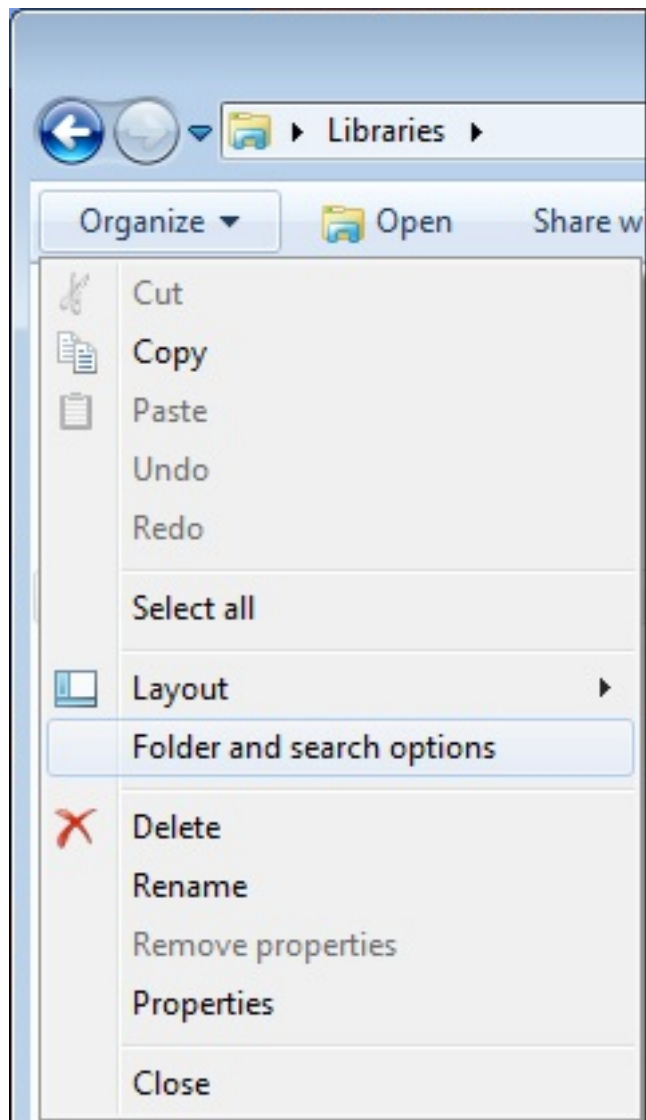 Libraries
Organize Open Share w
Cut
Copy
Paste
Undo
Redo
Select all
Layout
Folder and search options
Delete
Rename
Remove properties
Properties
Close